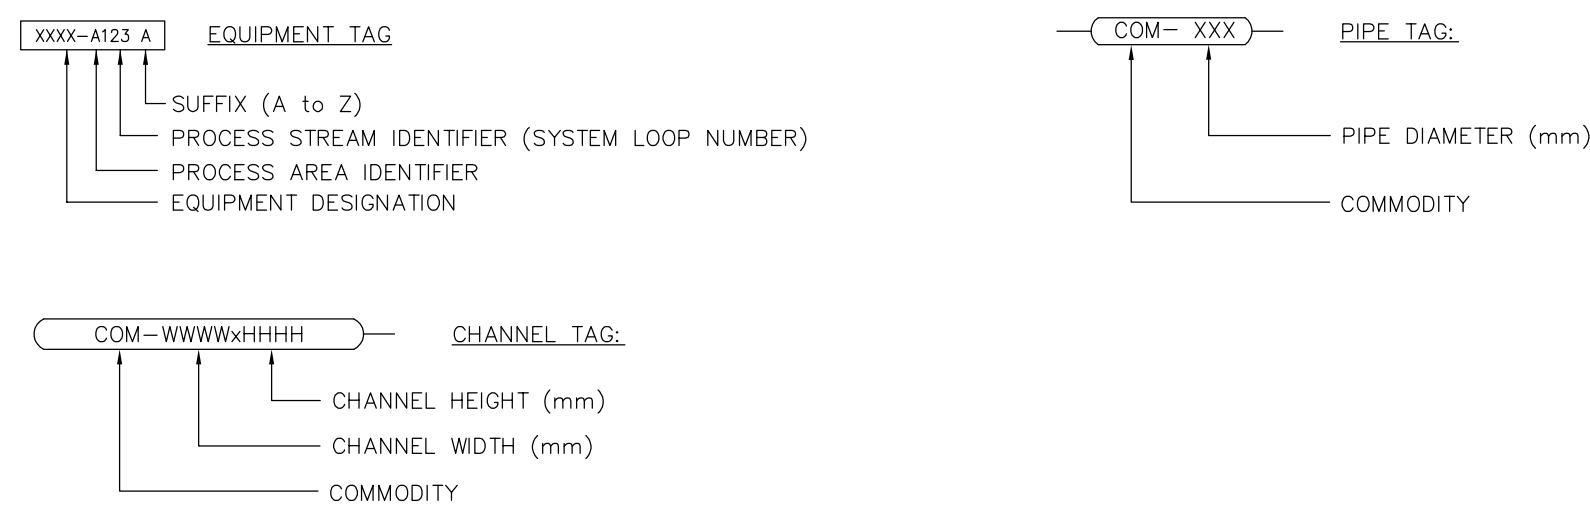 XXXX-A123 A
EQUIPMENT TAG
SUFFIX (A to Z)
PROCESS STREAM IDENTIFIER (SYSTEM LOOP NUMBER)
PROCESS AREA IDENTIFIER
EQUIPMENT DESIGNATION
COM- XXX
PIPE TAG:
PIPE DIAMETER (mm)
COMMODITY
COM-WWWWxHHHH
CHANNEL TAG:
CHANNEL HEIGHT (mm)
CHANNEL WIDTH (mm)
COMMODITY